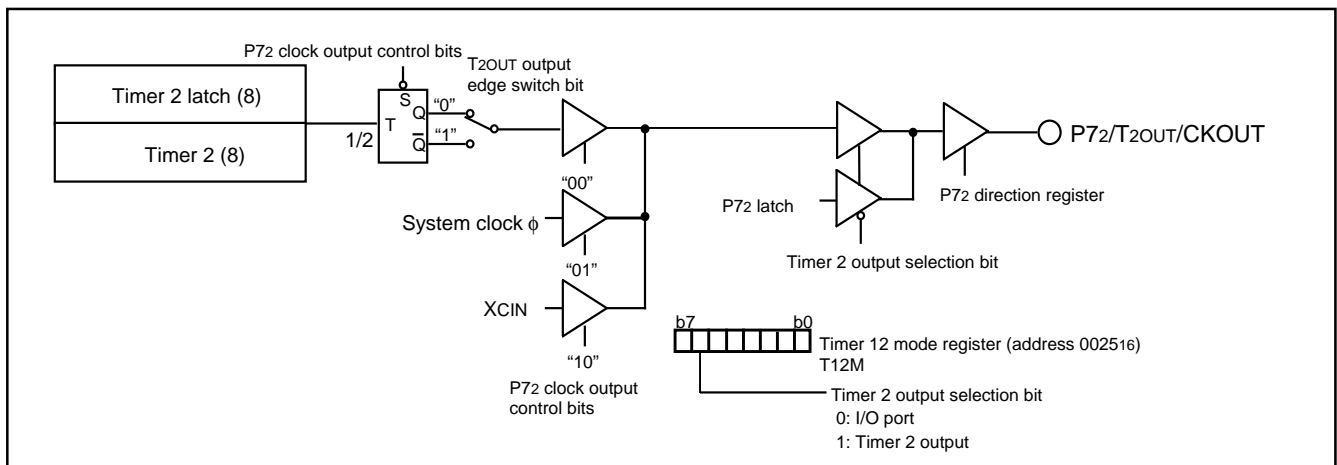 P72 clock output control bits
T2OUT output
edge switch bit
Timer 2 latch (8)
Timer 2 (8)
S
T
Q
Q̅
1/2
“0”
“1”
“00”
System clock ϕ
“01”
XCIN
“10”
P72 clock output
control bits
P72 latch
Timer 2 output selection bit
P72 direction register
P72/T2OUT/CKOUT
b7
b0
Timer 12 mode register (address 002516)
T12M
Timer 2 output selection bit
0: I/O port
1: Timer 2 output